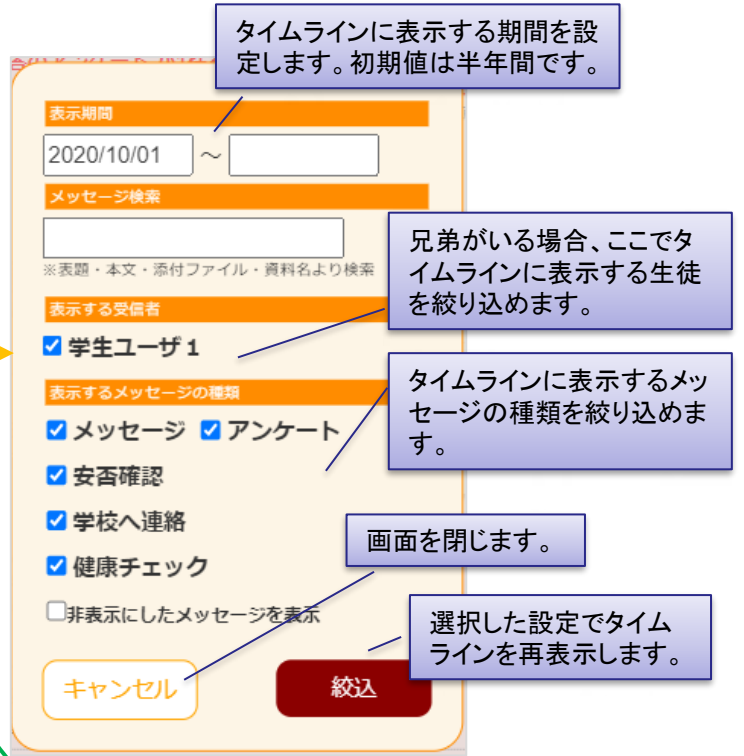 タイムラインに表示する期間を設
定します。初期値は半年間です。
表示期間
2020/10/01 ～
メッセージ検索
※表題・本文・添付ファイル・資料名より検索
兄弟がいる場合、ここでタ
イムラインに表示する生徒
を絞り込めます。
表示する受信者
学生ユーザ１
タイムラインに表示するメッ
セージの種類を絞り込めま
す。
表示するメッセージの種類
メッセージ アンケート
安否確認
学校へ連絡
健康チェック
画面を閉じます。
非表示にしたメッセージを表示
選択した設定でタイム
ラインを再表示します。
キャンセル
絞込